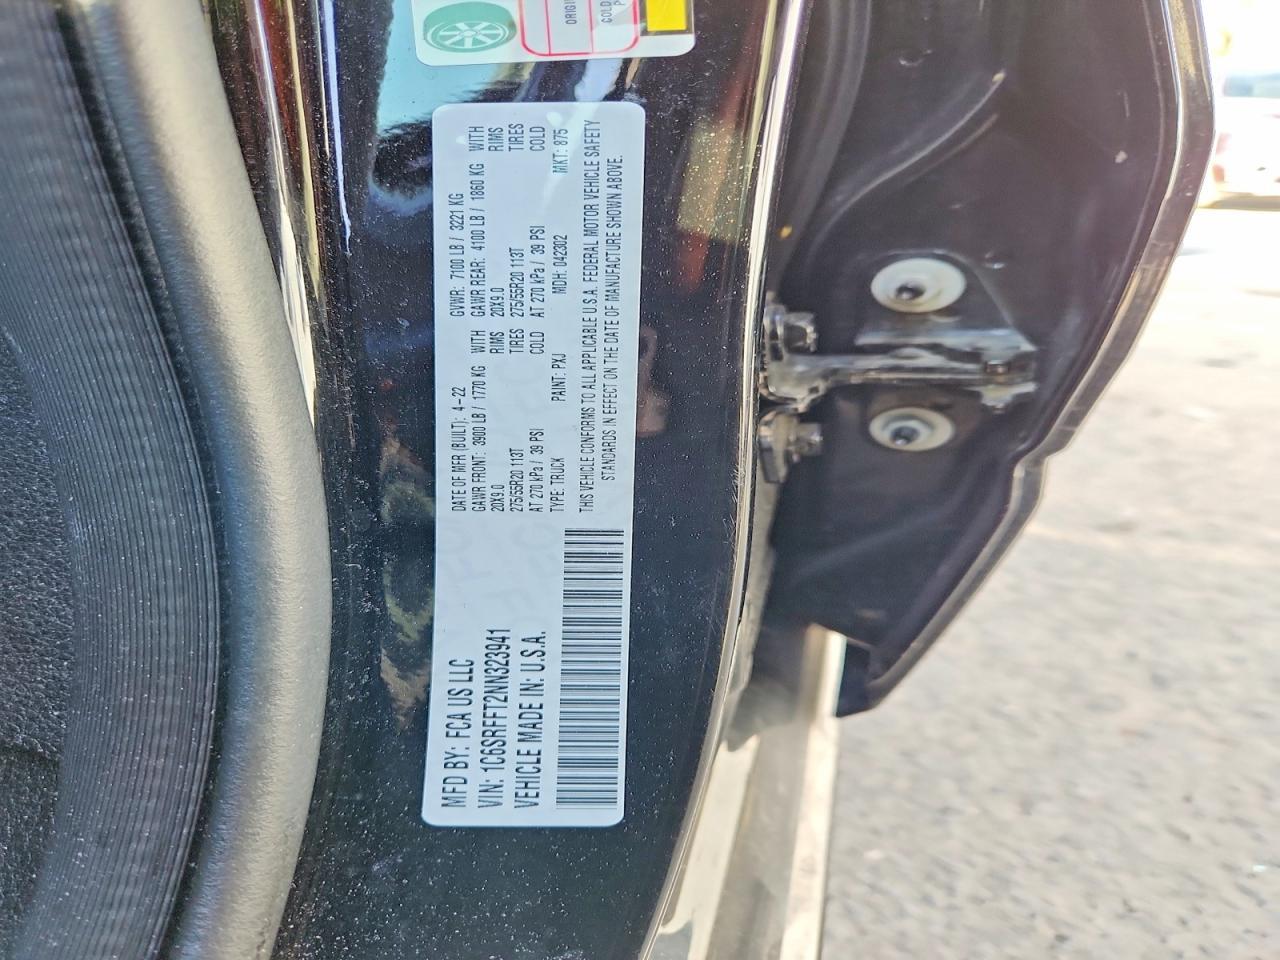 ORIGI
COLD
MFD BY: FCA US LLC
VIN: 1C6SRFFT2NN323941
VEHICLE MADE IN: U.S.A.
DATE OF MFR (BUILT): 4-22 GVWR: 7100 LB / 3221 KG
GAWR FRONT: 3900 LB / 1770 KG WITH GAWR REAR: 4100 LB / 1860 KG WITH
20X9.0 RIMS 20X9.0 RIMS
275/55R20 113T TIRES 275/55R20 113T TIRES
AT 270 kPa / 39 PSI COLD AT 270 kPa / 39 PSI COLD
TYPE: TRUCK PAINT: PXJ MDH: 042302 MKT: 875
THIS VEHICLE CONFORMS TO ALL APPLICABLE U.S.A. FEDERAL MOTOR VEHICLE SAFETY
STANDARDS IN EFFECT ON THE DATE OF MANUFACTURE SHOWN ABOVE.